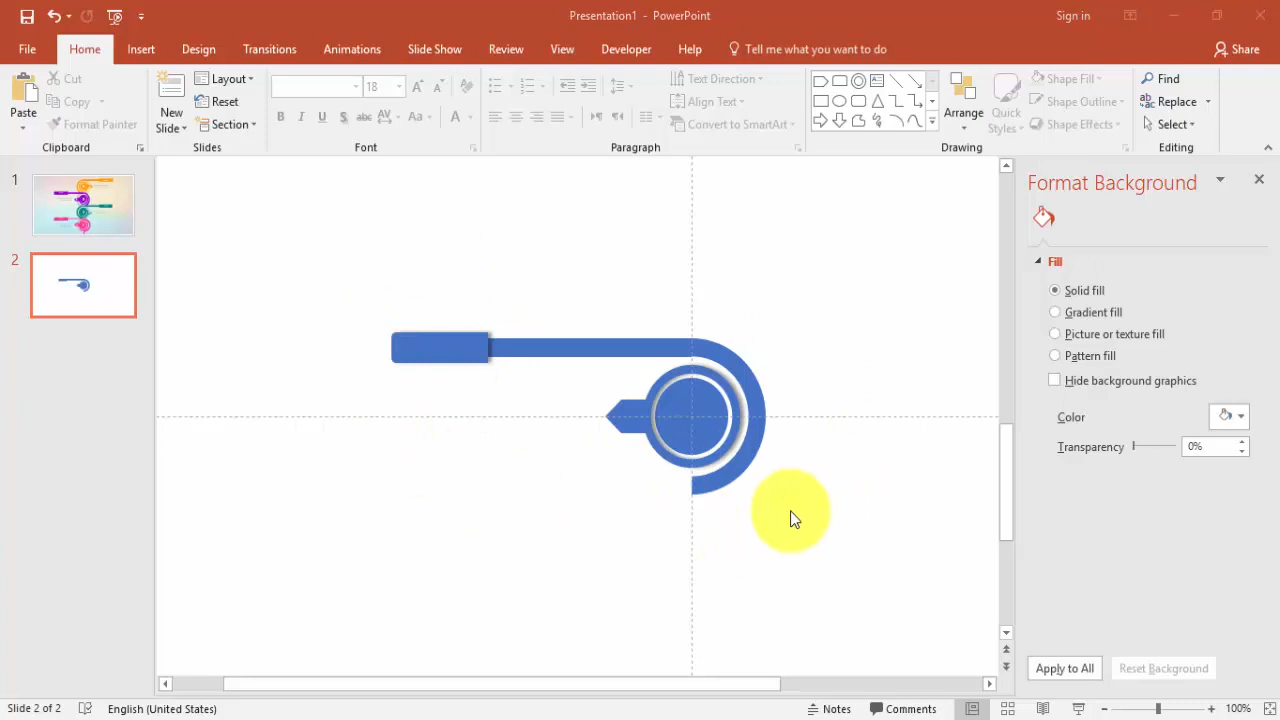 Presentation1 - PowerPoint
Sign in
File
Home
Insert
Design
Transitions
Animations
Slide Show
Review
View
Developer
Help
Tell me what you want to do
Share
Paste
Cut
Copy
Format Painter
Clipboard
New
Slide
Layout
Reset
Section
Slides
18
B I U S abc AV Aa A
Font
Text Direction
Align Text
Convert to SmartArt
Paragraph
Arrange
Quick
Styles
Shape Fill
Shape Outline
Shape Effects
Drawing
Find
Replace
Select
Editing
1
2
Format Background
Fill
Solid fill
Gradient fill
Picture or texture fill
Pattern fill
Hide background graphics
Color
Transparency
0%
Apply to All
Reset Background
Slide 2 of 2
English (United States)
Notes
Comments
100%